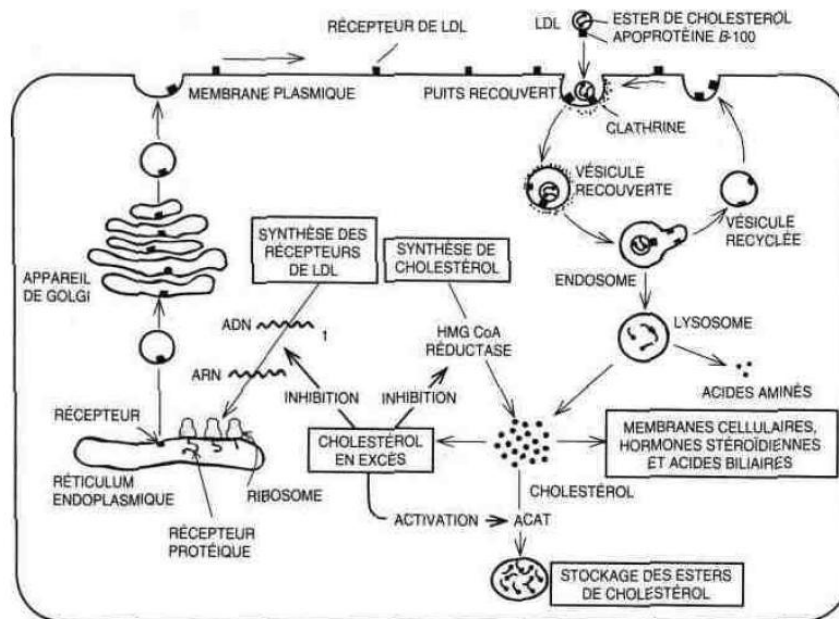 RÉCEPTEUR DE LDL
LDL
ESTER DE CHOLESTEROL
APOPROTÉINE B-100
MEMBRANE PLASMIQUE
PUITS RECOUVERT
CLATHRINE
VÉSICULE
RECOUVERTE
VÉSICULE
RECYCLÉE
SYNTHÈSE DES
RÉCEPTEURS
DE LDL
SYNTHÈSE DE
CHOLESTÉROL
APPAREIL
DE GOLGI
ENDOSOME
ADN
1
HMG CoA
RÉDUCTASE
LYSOSOME
ARN
ACIDES AMINÉS
INHIBITION
INHIBITION
RÉCEPTEUR
CHOLESTÉROL
EN EXCÈS
MEMBRANES CELLULAIRES,
HORMONES STÉROÏDIENNES
ET ACIDES BILIAIRES
RÉTICULUM
ENDOPLASMIQUE
RIBOSOME
CHOLESTÉROL
RÉCEPTEUR
PROTÉIQUE
ACTIVATION
ACAT
STOCKAGE DES ESTERS
DE CHOLESTÉROL